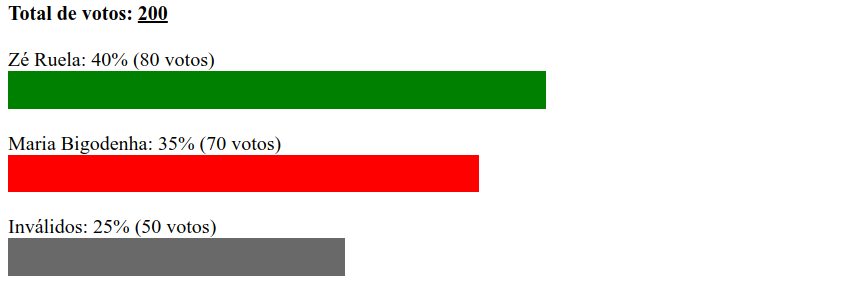 Total de votos: 200
Zé Ruela: 40% (80 votos)
Maria Bigodenha: 35% (70 votos)
Inválidos: 25% (50 votos)